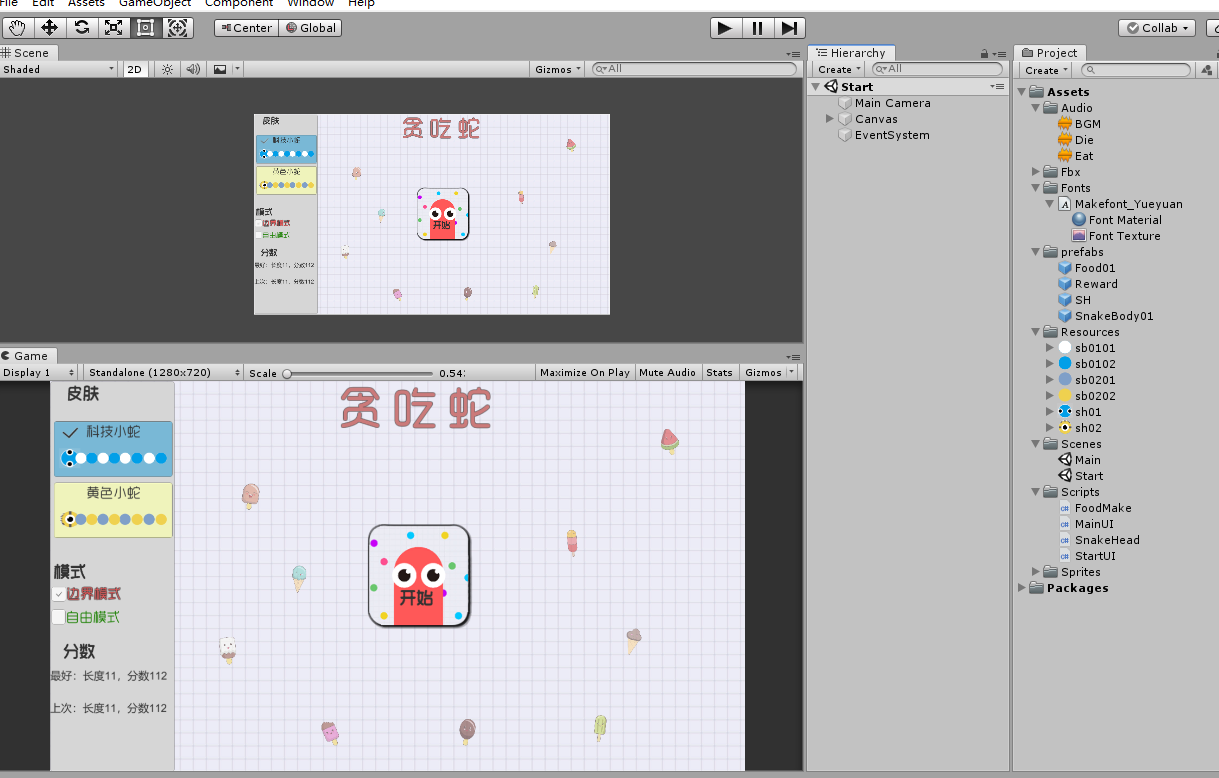 File Edit Assets GameObject Component Window Help
Center Global Collab
Scene
Shaded 2D Gizmos All
皮肤
贪吃蛇
科技小蛇
黄色小蛇
开始
模式
边界模式
自由模式
分数
最好：长度11，分数112
上次：长度11，分数112
Game
Display 1 Standalone (1280x720) Scale 0.54 Maximize On Play Mute Audio Stats Gizmos
皮肤
贪吃蛇
科技小蛇
黄色小蛇
开始
模式
边界模式
自由模式
分数
最好：长度11，分数112
上次：长度11，分数112
Hierarchy
Create All
Start
Main Camera
Canvas
EventSystem
Project
Create
Assets
Audio
BGM
Die
Eat
Fbx
Fonts
Makefont_Yueyuan
Font Material
Font Texture
prefabs
Food01
Reward
SH
SnakeBody01
Resources
sb0101
sb0102
sb0201
sb0202
sh01
sh02
Scenes
Main
Start
Scripts
FoodMake
MainUI
SnakeHead
StartUI
Sprites
Packages